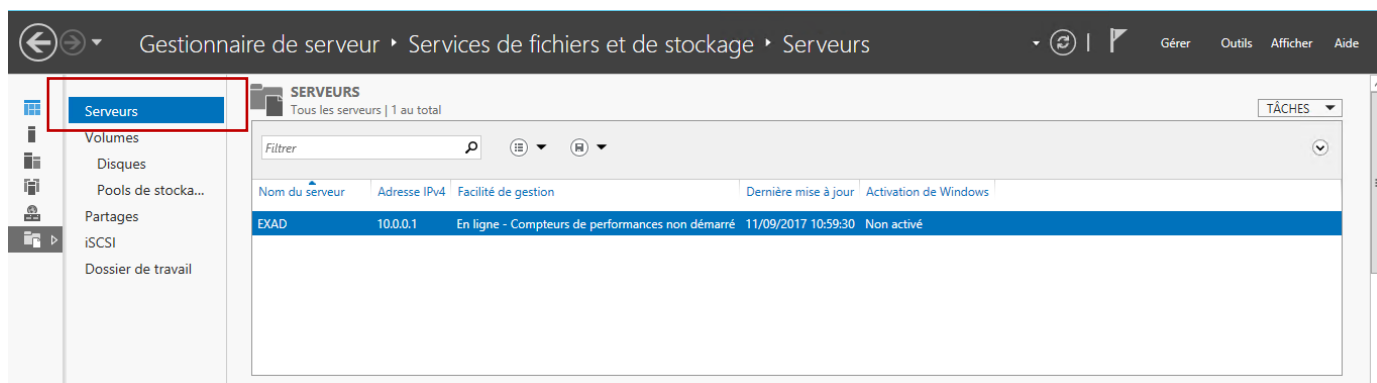 Gestionnaire de serveur ‣ Services de fichiers et de stockage ‣ Serveurs
Gérer Outils Afficher Aide
Serveurs
Volumes
Disques
Pools de stocka...
Partages
iSCSI
Dossier de travail
SERVEURS
Tous les serveurs | 1 au total
TÂCHES
Filtrer
Nom du serveur Adresse IPv4 Facilité de gestion Dernière mise à jour Activation de Windows
EXAD 10.0.0.1 En ligne - Compteurs de performances non démarré 11/09/2017 10:59:30 Non activé